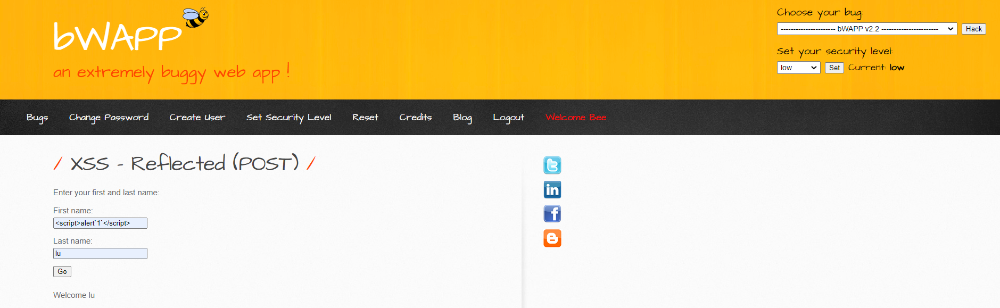 bWAPP
an extremely buggy web app !
Choose your bug:
---------------------- bWAPP v2.2 ----------------------- Hack
Set your security level:
low Set Current: low
Bugs Change Password Create User Set Security Level Reset Credits Blog Logout Welcome Bee
/ XSS - Reflected (POST) /
Enter your first and last name:
First name:
<script>alert`1`</script>
Last name:
lu
Go
Welcome lu